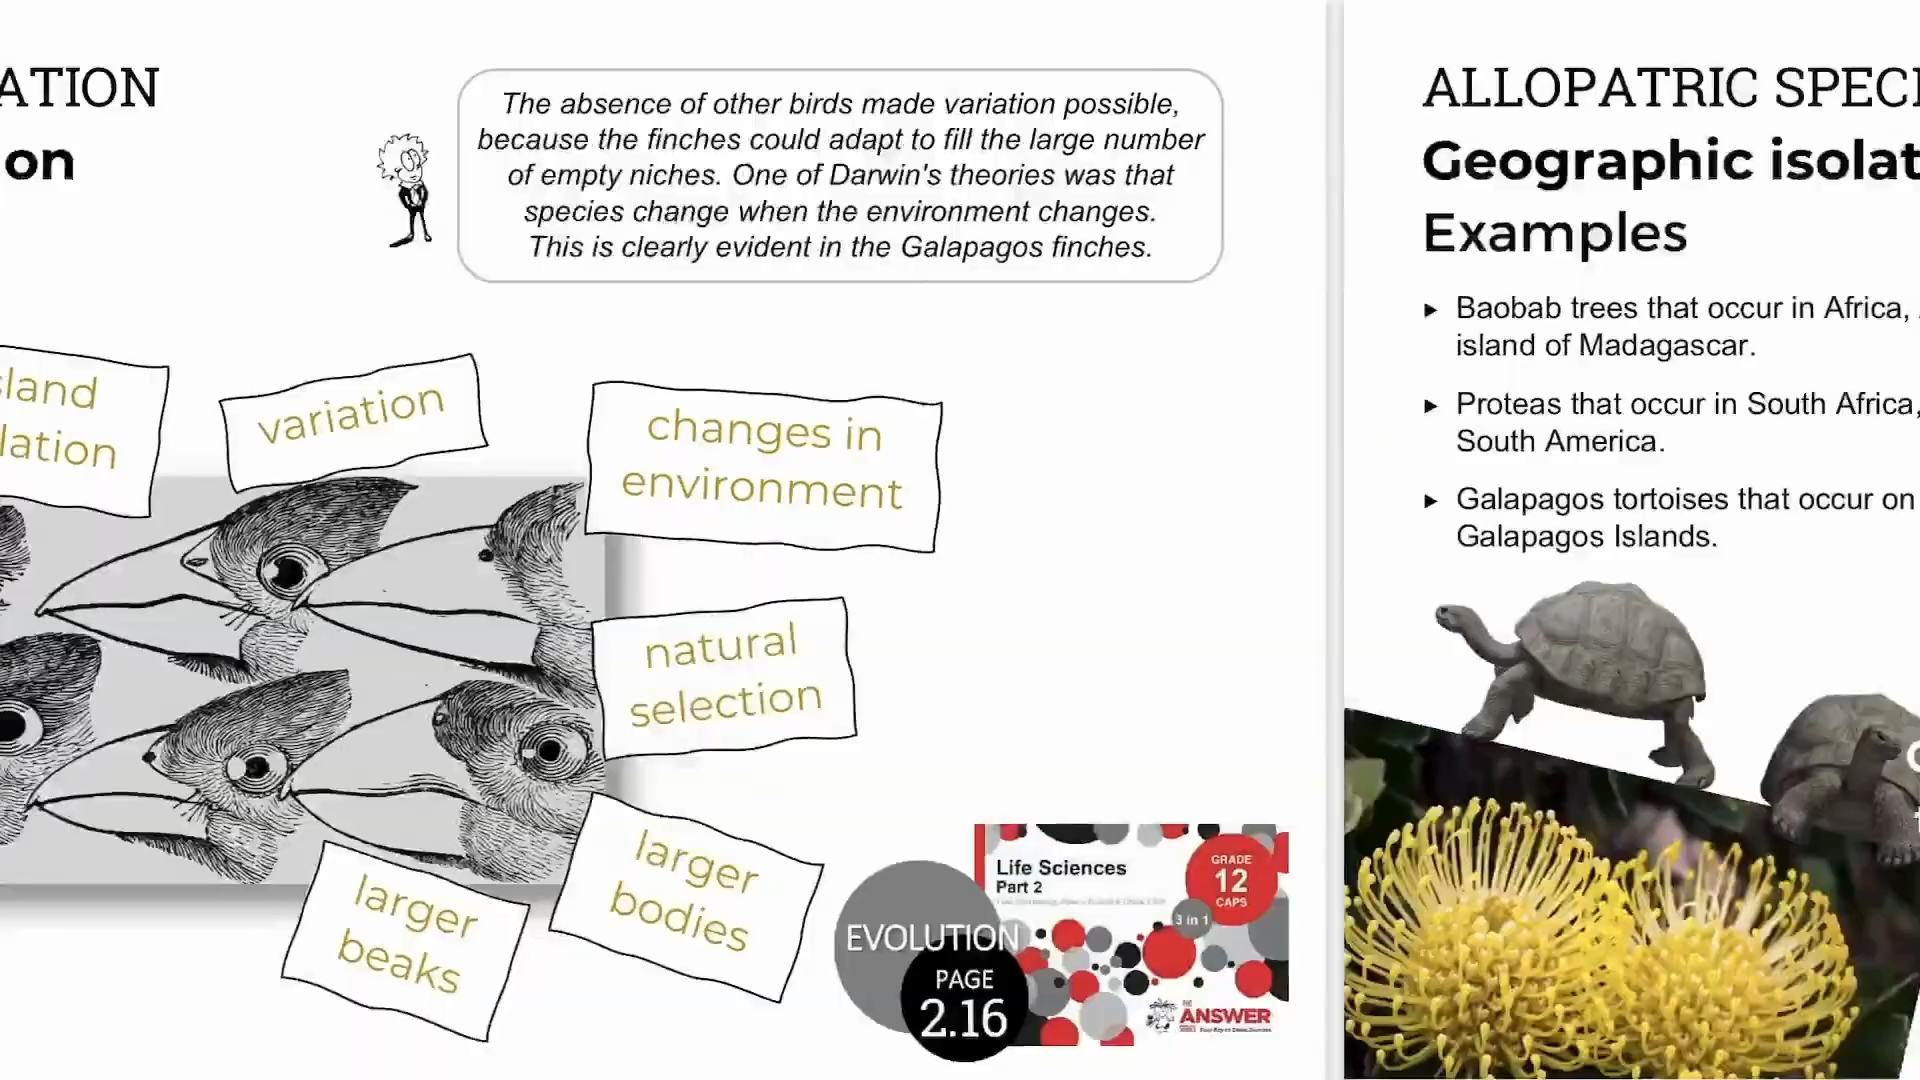 ATION
on
The absence of other birds made variation possible,
because the finches could adapt to fill the large number
of empty niches. One of Darwin's theories was that
species change when the environment changes.
This is clearly evident in the Galapagos finches.
sland
lation
variation
changes in
environment
natural
selection
larger
bodies
larger
beaks
EVOLUTION
PAGE
2.16
Life Sciences
Part 2
GRADE
12
CAPS
3 in 1
THE
ANSWER
ALLOPATRIC SPECI
Geographic isolat
Examples
▸ Baobab trees that occur in Africa,
island of Madagascar.
▸ Proteas that occur in South Africa,
South America.
▸ Galapagos tortoises that occur on
Galapagos Islands.